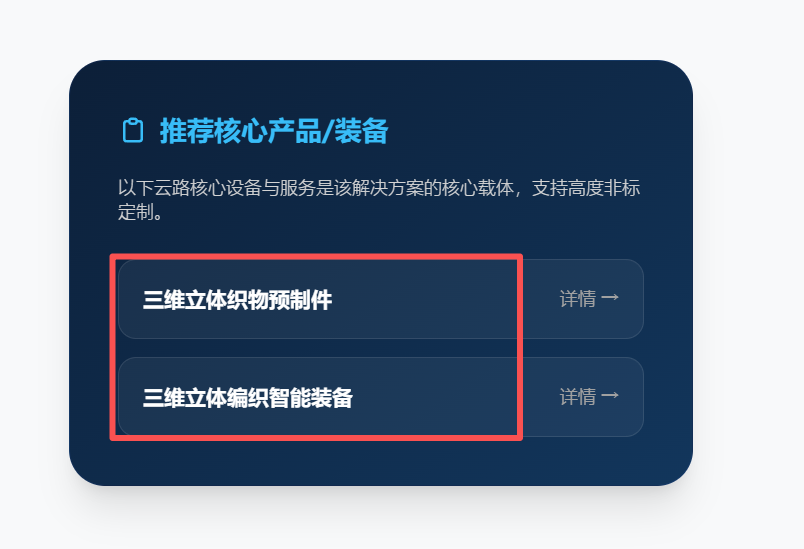 推荐核心产品/装备
以下云路核心设备与服务是该解决方案的核心载体，支持高度非标
定制。
三维立体织物预制件
详情 →
三维立体编织智能装备
详情 →